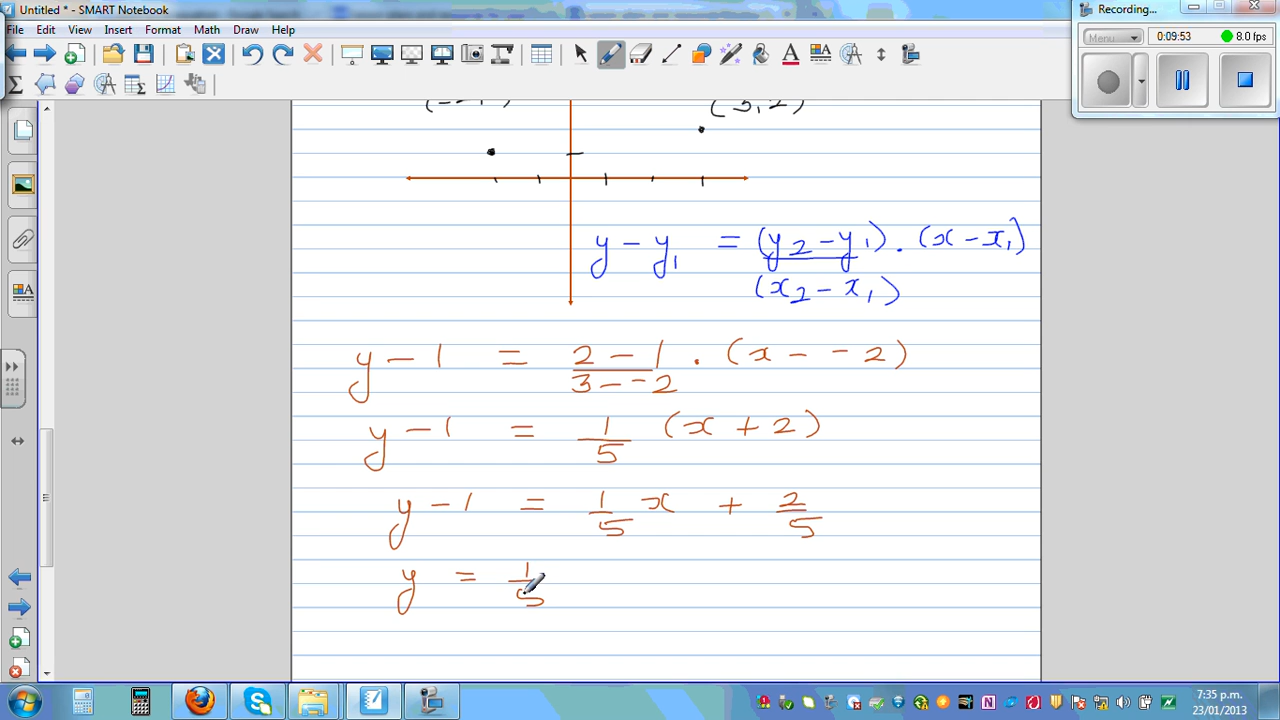 Untitled * - SMART Notebook
Recording...
File Edit View Insert Format Math Draw Help
Menu
00:09:53
8.0 fps
(3, 2)
y - y₁ = (y₂ - y₁) . (x - x₁)
(x₂ - x₁)
y - 1 = 2 - 1 . (x - - 2)
3 - - 2
y - 1 = 1/5 (x + 2)
y - 1 = 1/5 x + 2/5
y = 1/5
7:35 p.m.
23/01/2013